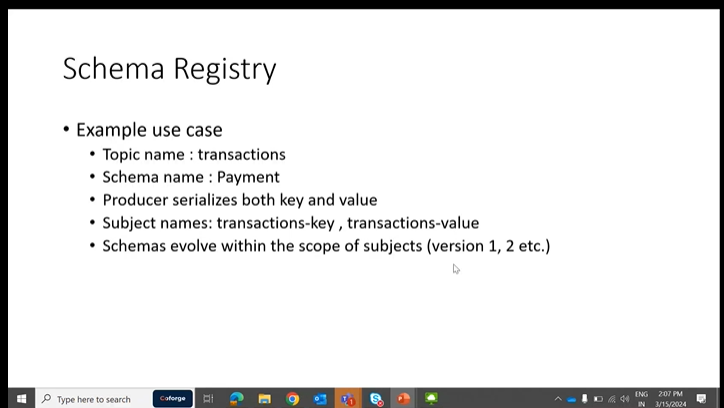 Schema Registry
• Example use case
• Topic name : transactions
• Schema name : Payment
• Producer serializes both key and value
• Subject names: transactions-key , transactions-value
• Schemas evolve within the scope of subjects (version 1, 2 etc.)
Type here to search
Coforge
ENG
IN
2:07 PM
3/15/2024